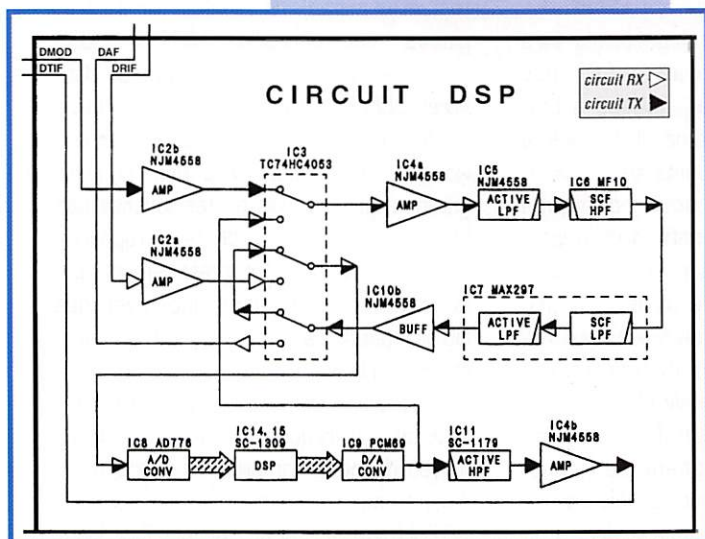 DMOD
DAF
DTIF
DRIF
circuit RX
circuit TX
CIRCUIT DSP
IC2b
NJM4558
AMP
IC3
TC74HC4053
IC4a
NJM4558
AMP
IC5
NJM4558
ACTIVE
LPF
IC6 MF10
SCF
HPF
IC2a
NJM4558
AMP
IC10b
NJM4558
BUFF
IC7 MAX297
ACTIVE
LPF
SCF
LPF
IC8 AD776
A/D
CONV
IC14, 15
SC-1309
DSP
IC9 PCM69
D/A
CONV
IC11
SC-1179
ACTIVE
HPF
IC4b
NJM4558
AMP